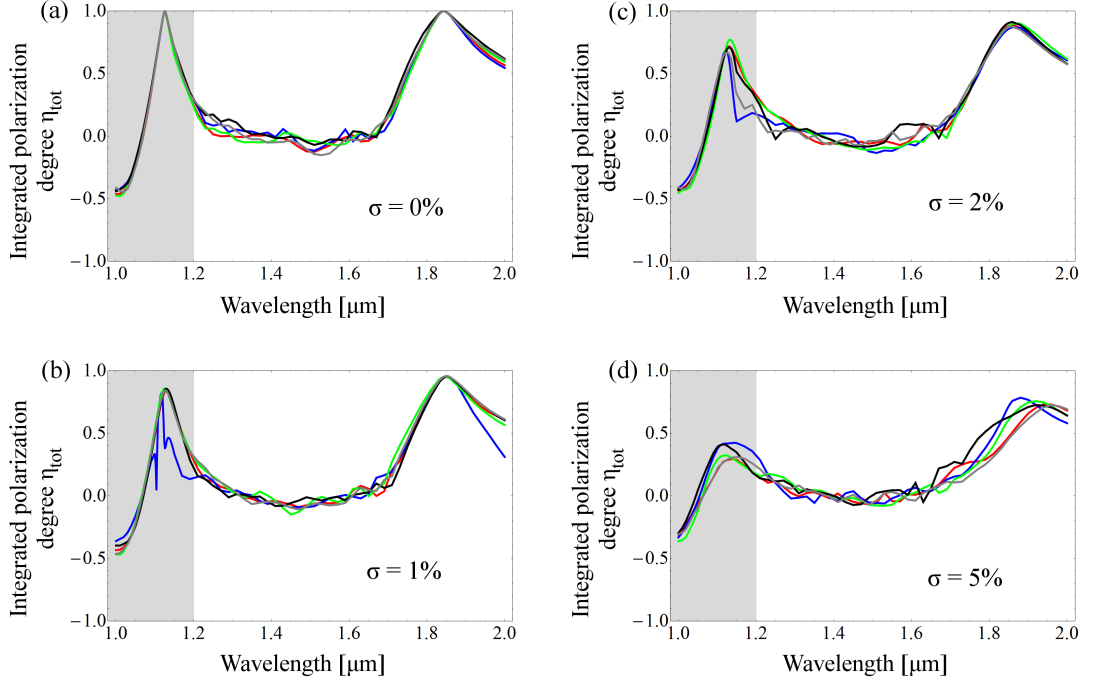 (a)
Integrated polarization
degree ηtot
1.0
0.5
0.0
−0.5
−1.0
σ = 0%
1.0 1.2 1.4 1.6 1.8 2.0
Wavelength [μm]
(c)
Integrated polarization
degree ηtot
1.0
0.5
0.0
−0.5
−1.0
σ = 2%
1.0 1.2 1.4 1.6 1.8 2.0
Wavelength [μm]
(b)
Integrated polarization
degree ηtot
1.0
0.5
0.0
−0.5
−1.0
σ = 1%
1.0 1.2 1.4 1.6 1.8 2.0
Wavelength [μm]
(d)
Integrated polarization
degree ηtot
1.0
0.5
0.0
−0.5
−1.0
σ = 5%
1.0 1.2 1.4 1.6 1.8 2.0
Wavelength [μm]